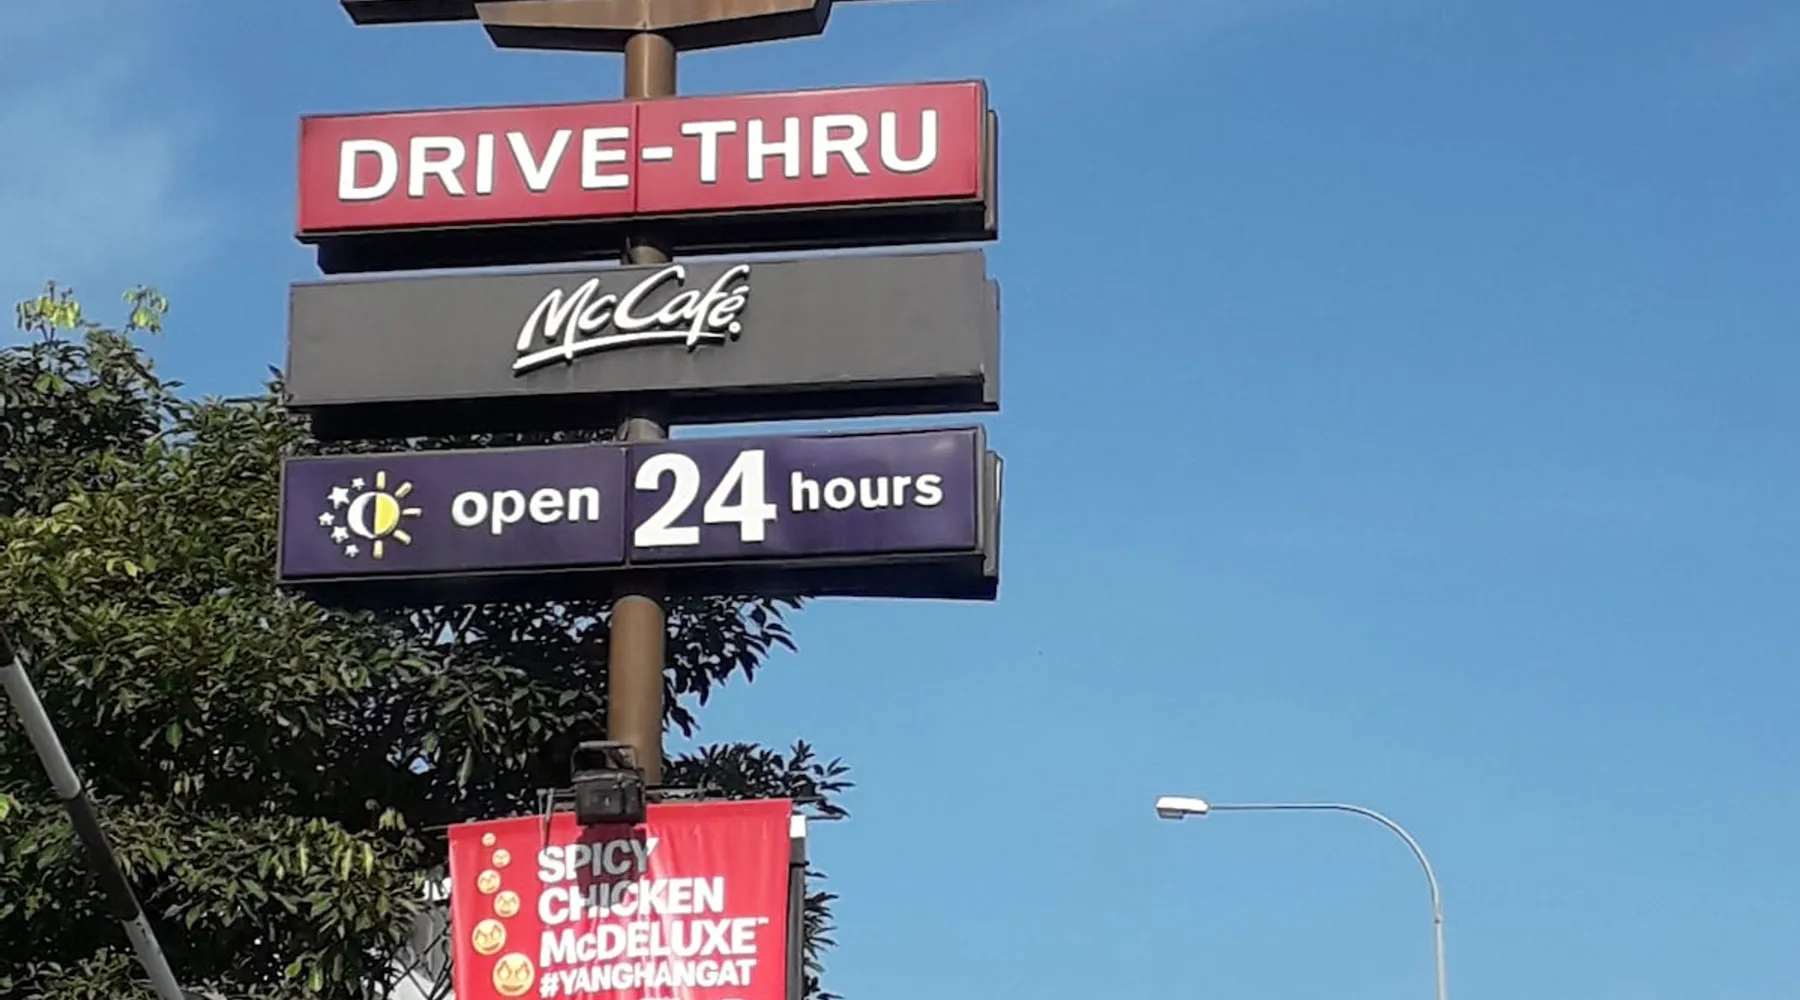 DRIVE-THRU
McCafé
open 24 hours
SPICY
CHICKEN
McDELUXE™
#YANGHANGAT